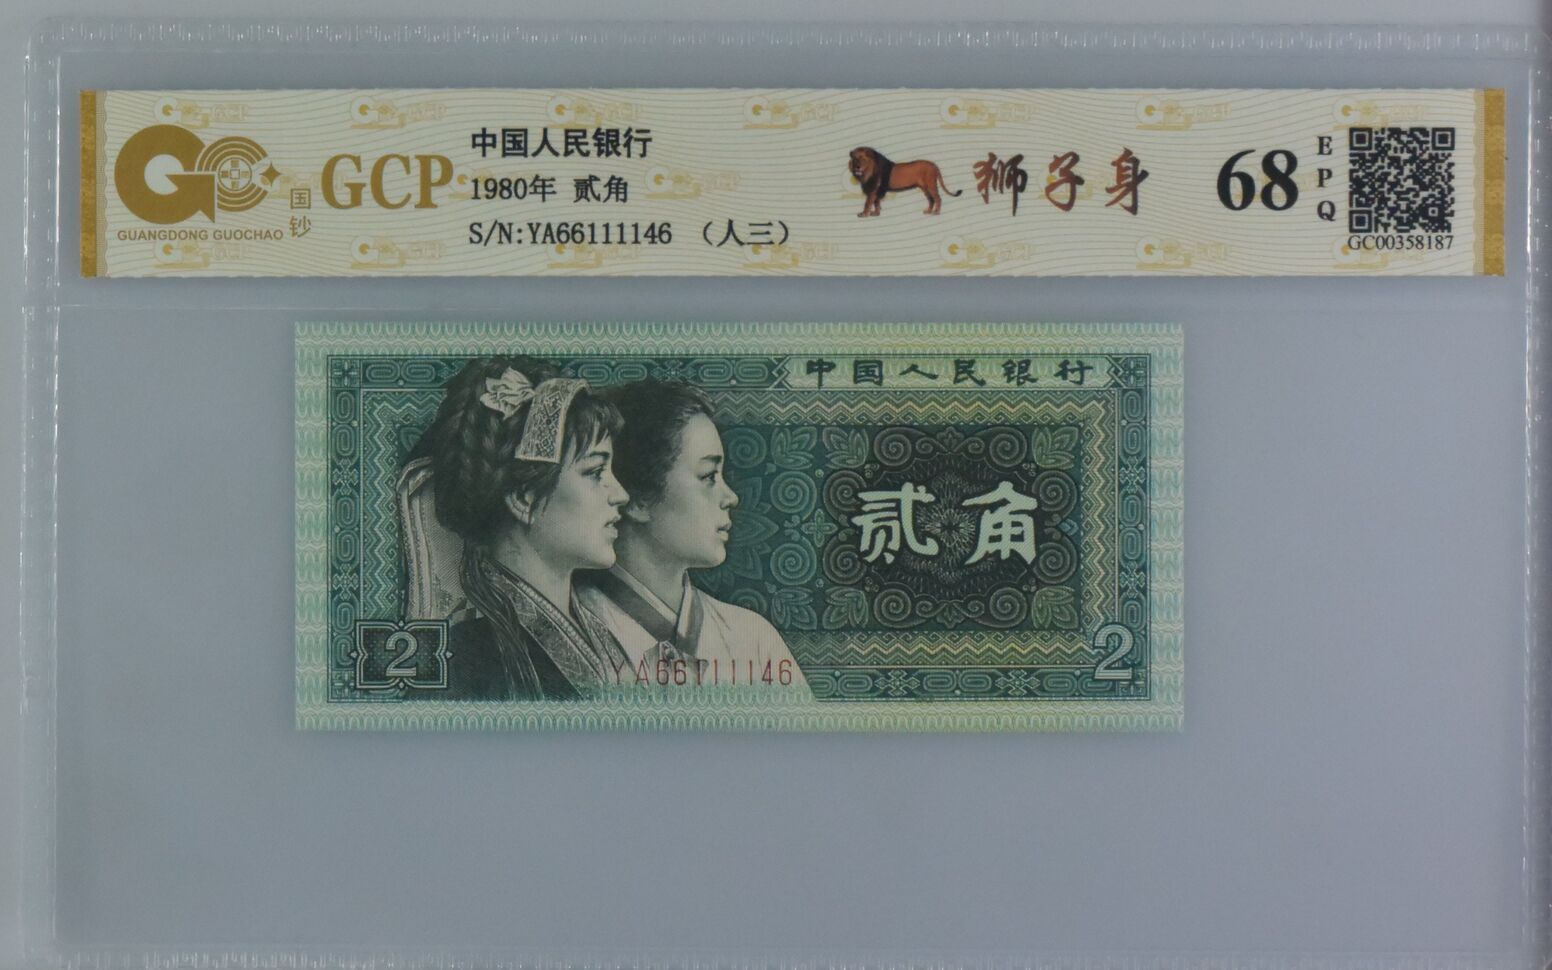 GCP
GUANGDONG GUOCHAO
国钞
中国人民银行
1980年 贰角
S/N:YA66111146 （人三）
狮子身
68
EPQ
GC00358187
中国人民银行
贰角
2
YA66111146
2